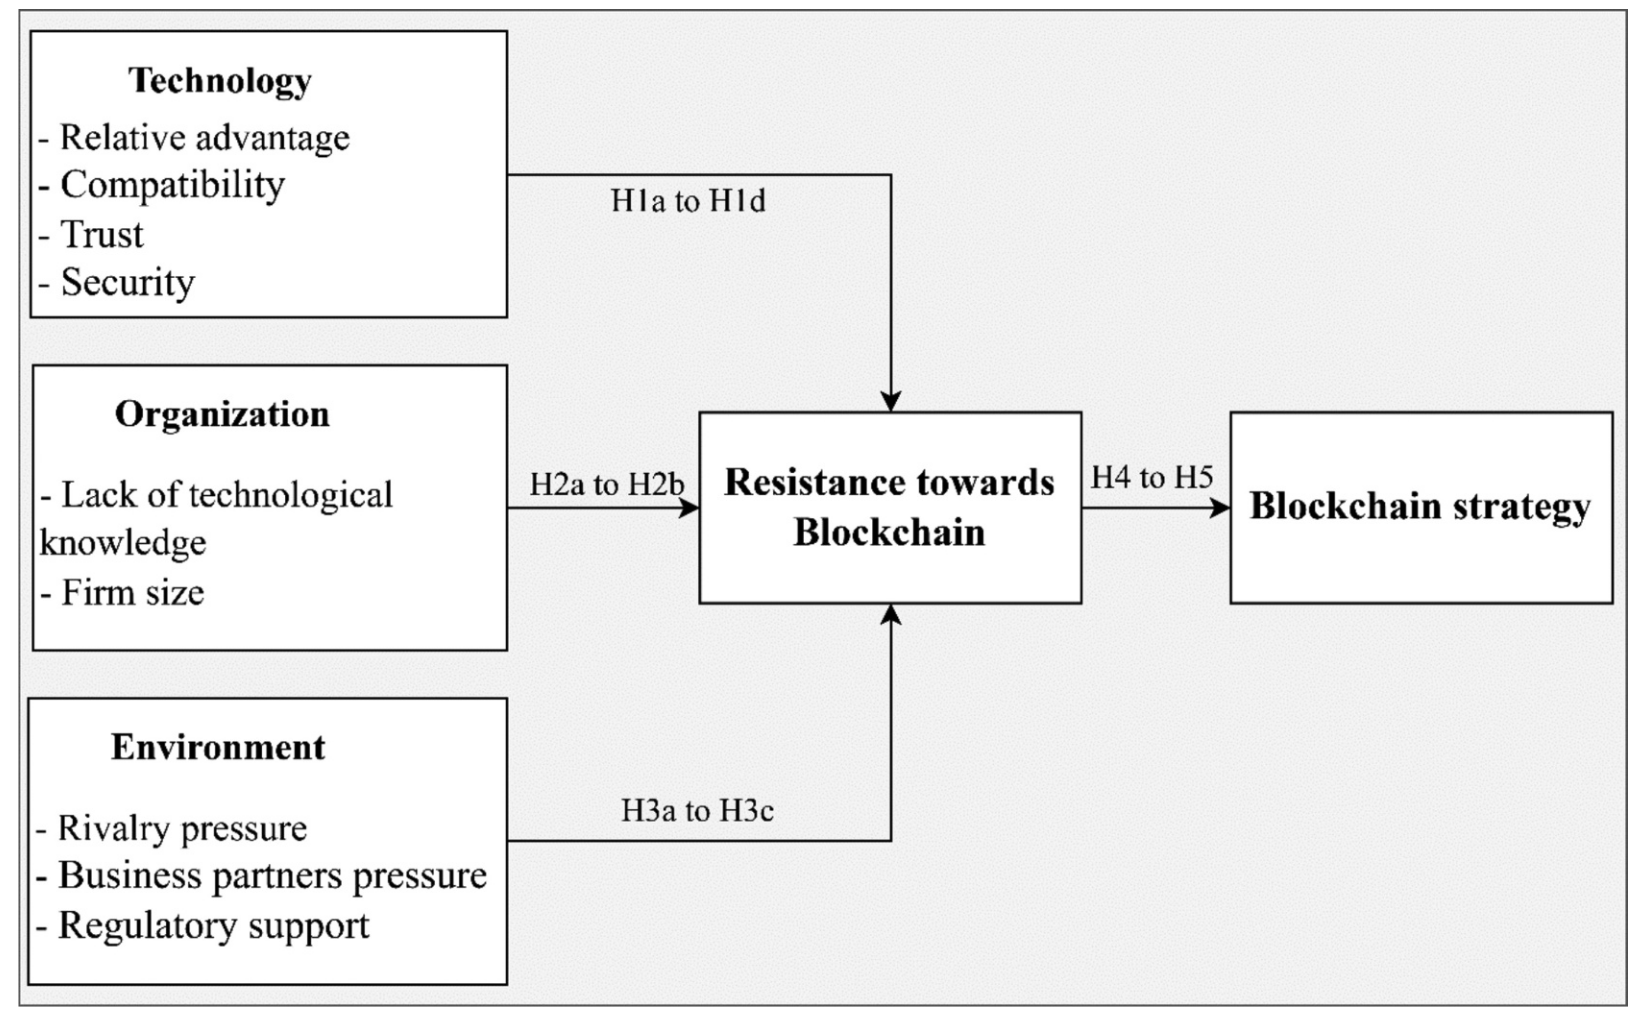 Technology
- Relative advantage
- Compatibility
- Trust
- Security
H1a to H1d
Organization
- Lack of technological
knowledge
- Firm size
H2a to H2b
Resistance towards
Blockchain
H4 to H5
Blockchain strategy
Environment
- Rivalry pressure
- Business partners pressure
- Regulatory support
H3a to H3c